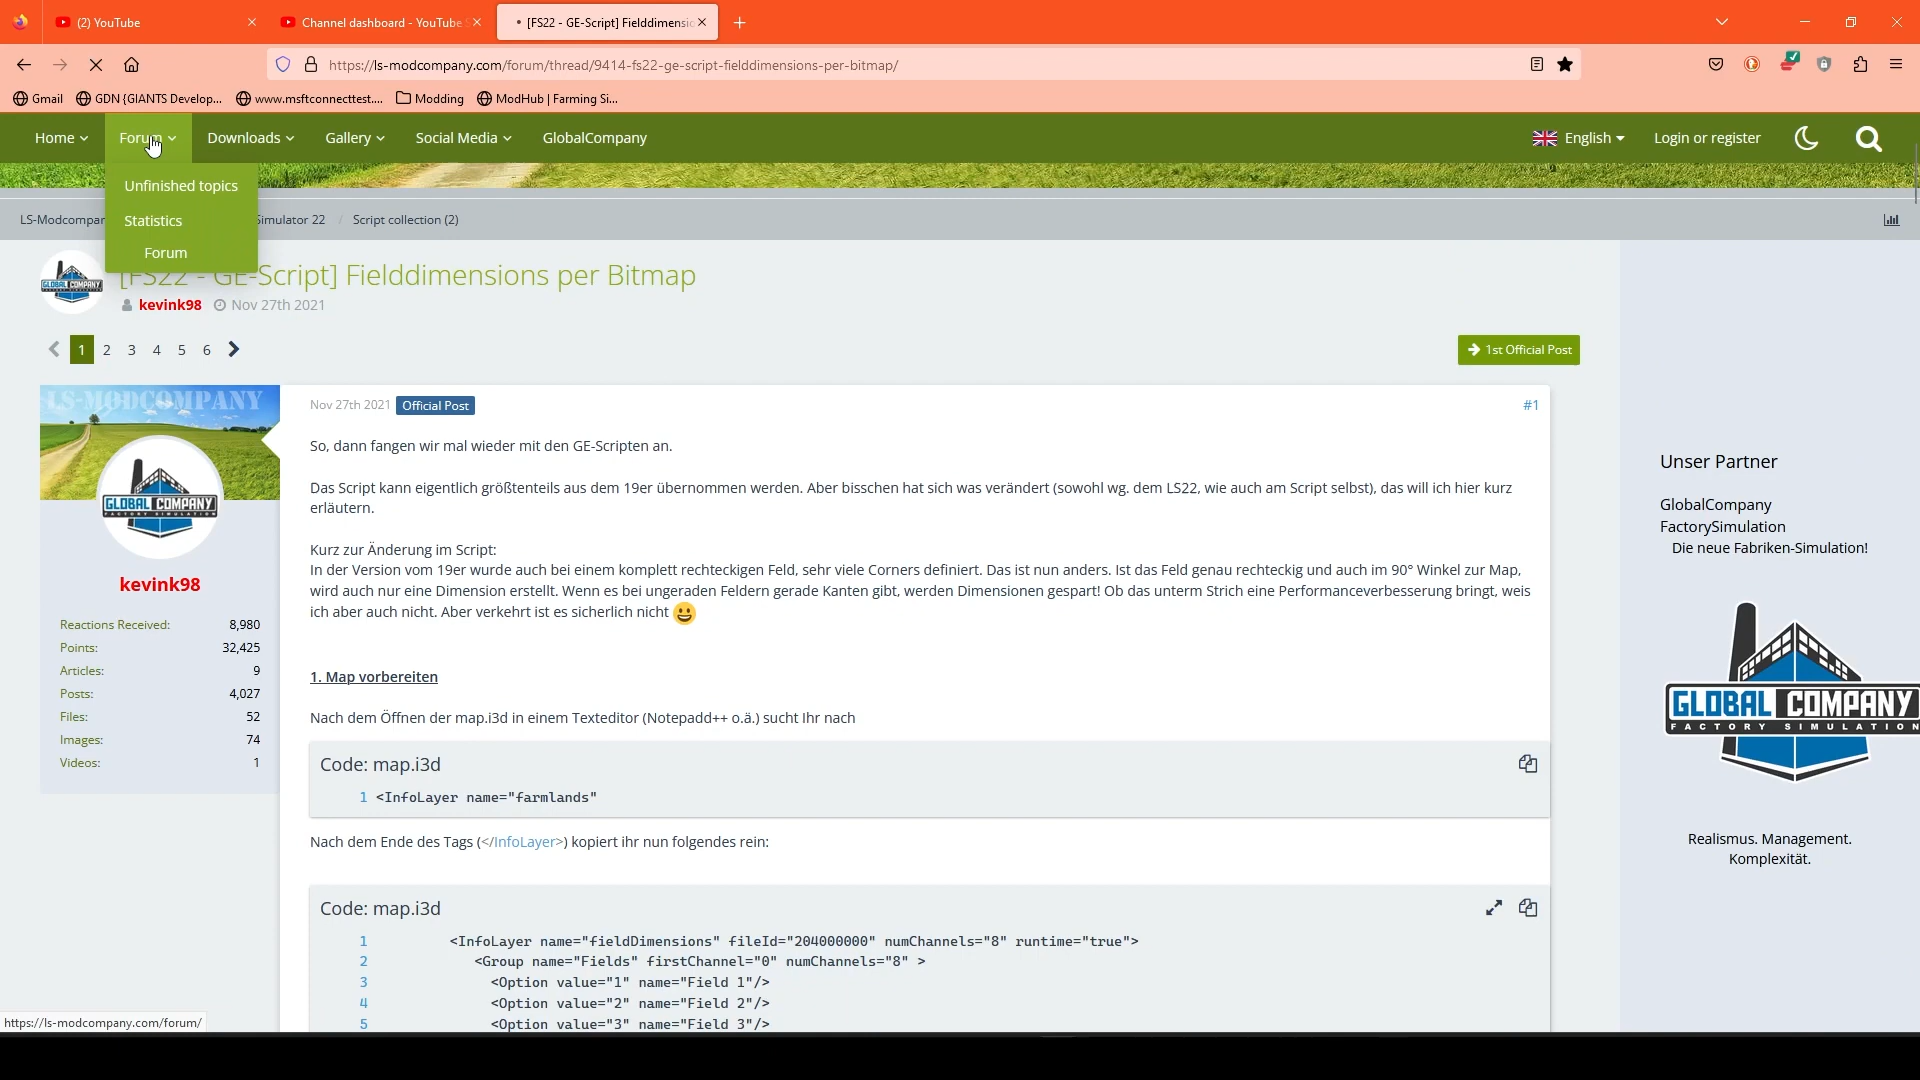 (2) YouTube
Channel dashboard - YouTube S
[FS22 - GE-Script] Fielddimensio
https://ls-modcompany.com/forum/thread/9414-fs22-ge-script-fielddimensions-per-bitmap/
Gmail
GDN {GIANTS Develop...
www.msftconnecttest....
Modding
ModHub | Farming Si...
Home
Forum
Downloads
Gallery
Social Media
GlobalCompany
English
Login or register
Unfinished topics
Statistics
Forum
LS-Modcompan
Simulator 22
/
Script collection (2)
[FS22 - GE-Script] Fielddimensions per Bitmap
kevink98 Nov 27th 2021
1 2 3 4 5 6
1st Official Post
LS-MODCOMPANY
GLOBAL COMPANY
FACTORY SIMULATION
kevink98
Reactions Received: 8,980
Points: 32,425
Articles: 9
Posts: 4,027
Files: 52
Images: 74
Videos: 1
Nov 27th 2021 Official Post #1
So, dann fangen wir mal wieder mit den GE-Scripten an.
Das Script kann eigentlich größtenteils aus dem 19er übernommen werden. Aber bisschen hat sich was verändert (sowohl wg. dem LS22, wie auch am Script selbst), das will ich hier kurz
erläutern.
Kurz zur Änderung im Script:
In der Version vom 19er wurde auch bei einem komplett rechteckigen Feld, sehr viele Corners definiert. Das ist nun anders. Ist das Feld genau rechteckig und auch im 90° Winkel zur Map,
wird auch nur eine Dimension erstellt. Wenn es bei ungeraden Feldern gerade Kanten gibt, werden Dimensionen gespart! Ob das unterm Strich eine Performanceverbesserung bringt, weis
ich aber auch nicht. Aber verkehrt ist es sicherlich nicht
1. Map vorbereiten
Nach dem Öffnen der map.i3d in einem Texteditor (Notepadd++ o.ä.) sucht Ihr nach
Code: map.i3d
1 <InfoLayer name="farmlands"
Nach dem Ende des Tags (</InfoLayer>) kopiert ihr nun folgendes rein:
Code: map.i3d
1 <InfoLayer name="fieldDimensions" fileId="204000000" numChannels="8" runtime="true">
2 <Group name="Fields" firstChannel="0" numChannels="8" >
3 <Option value="1" name="Field 1"/>
4 <Option value="2" name="Field 2"/>
5 <Option value="3" name="Field 3"/>
Unser Partner
GlobalCompany
FactorySimulation
Die neue Fabriken-Simulation!
GLOBAL COMPANY
FACTORY SIMULATION
Realismus. Management.
Komplexität.
https://ls-modcompany.com/forum/